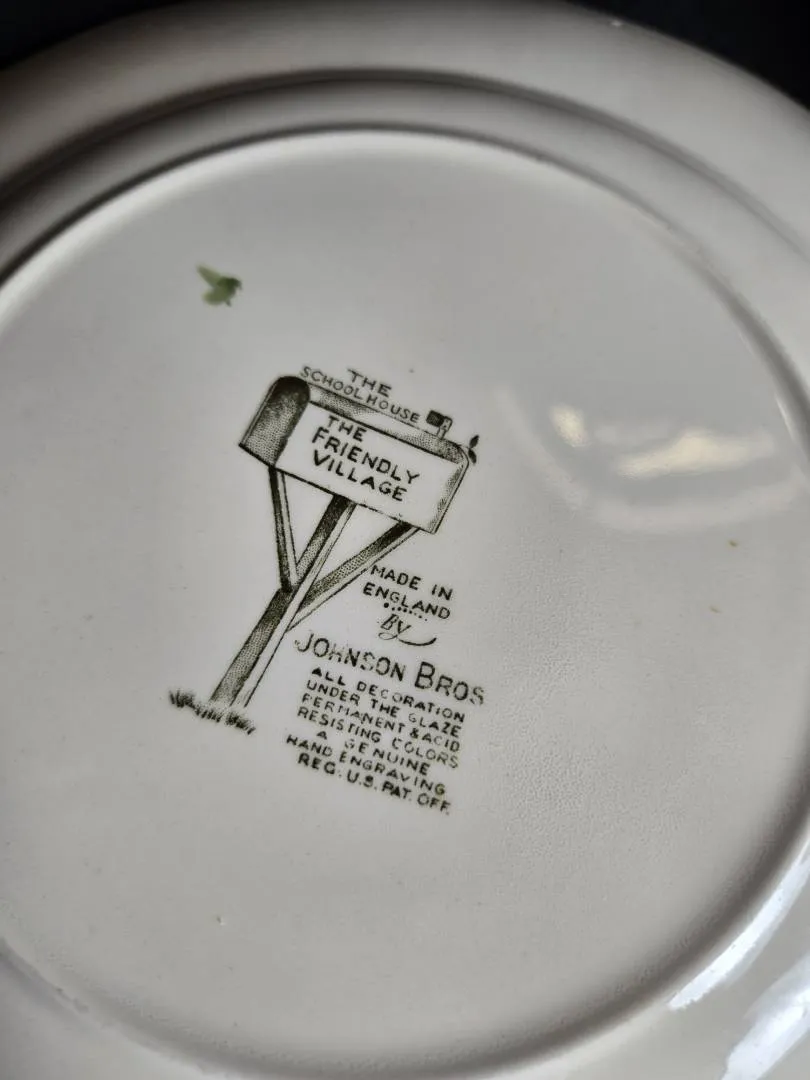 THE
SCHOOLHOUSE
THE
FRIENDLY
VILLAGE
MADE IN
ENGLAND
By
JOHNSON BROS
ALL DECORATION
UNDER THE GLAZE
PERMANENT & ACID
RESISTING COLORS
A GENUINE
HAND ENGRAVING
REG. U.S. PAT. OFF.